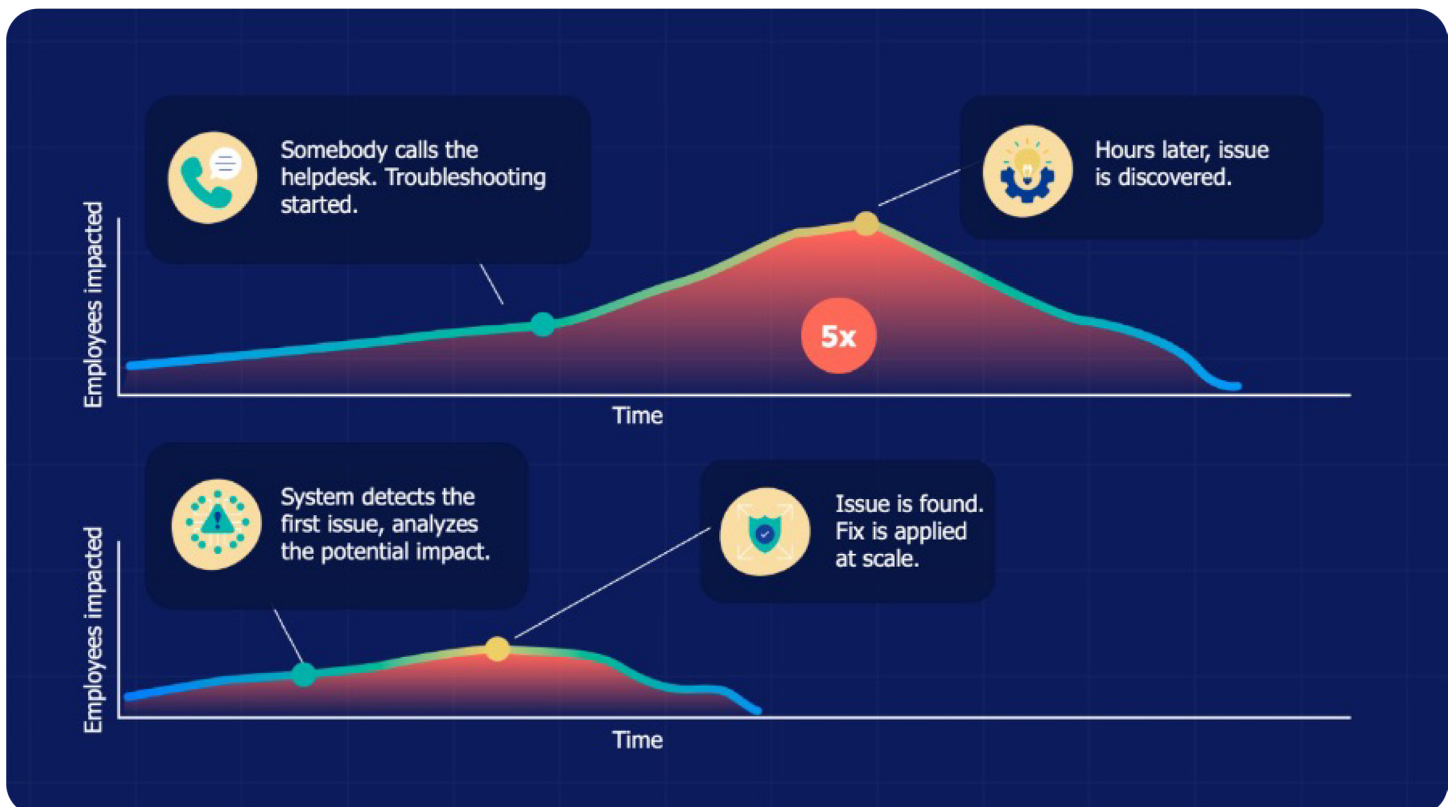 Somebody calls the
helpdesk. Troubleshooting
started.
Hours later, issue
is discovered.
Employees impacted
5x
Time
System detects the
first issue, analyzes
the potential impact.
Issue is found.
Fix is applied
at scale.
Employees impacted
Time